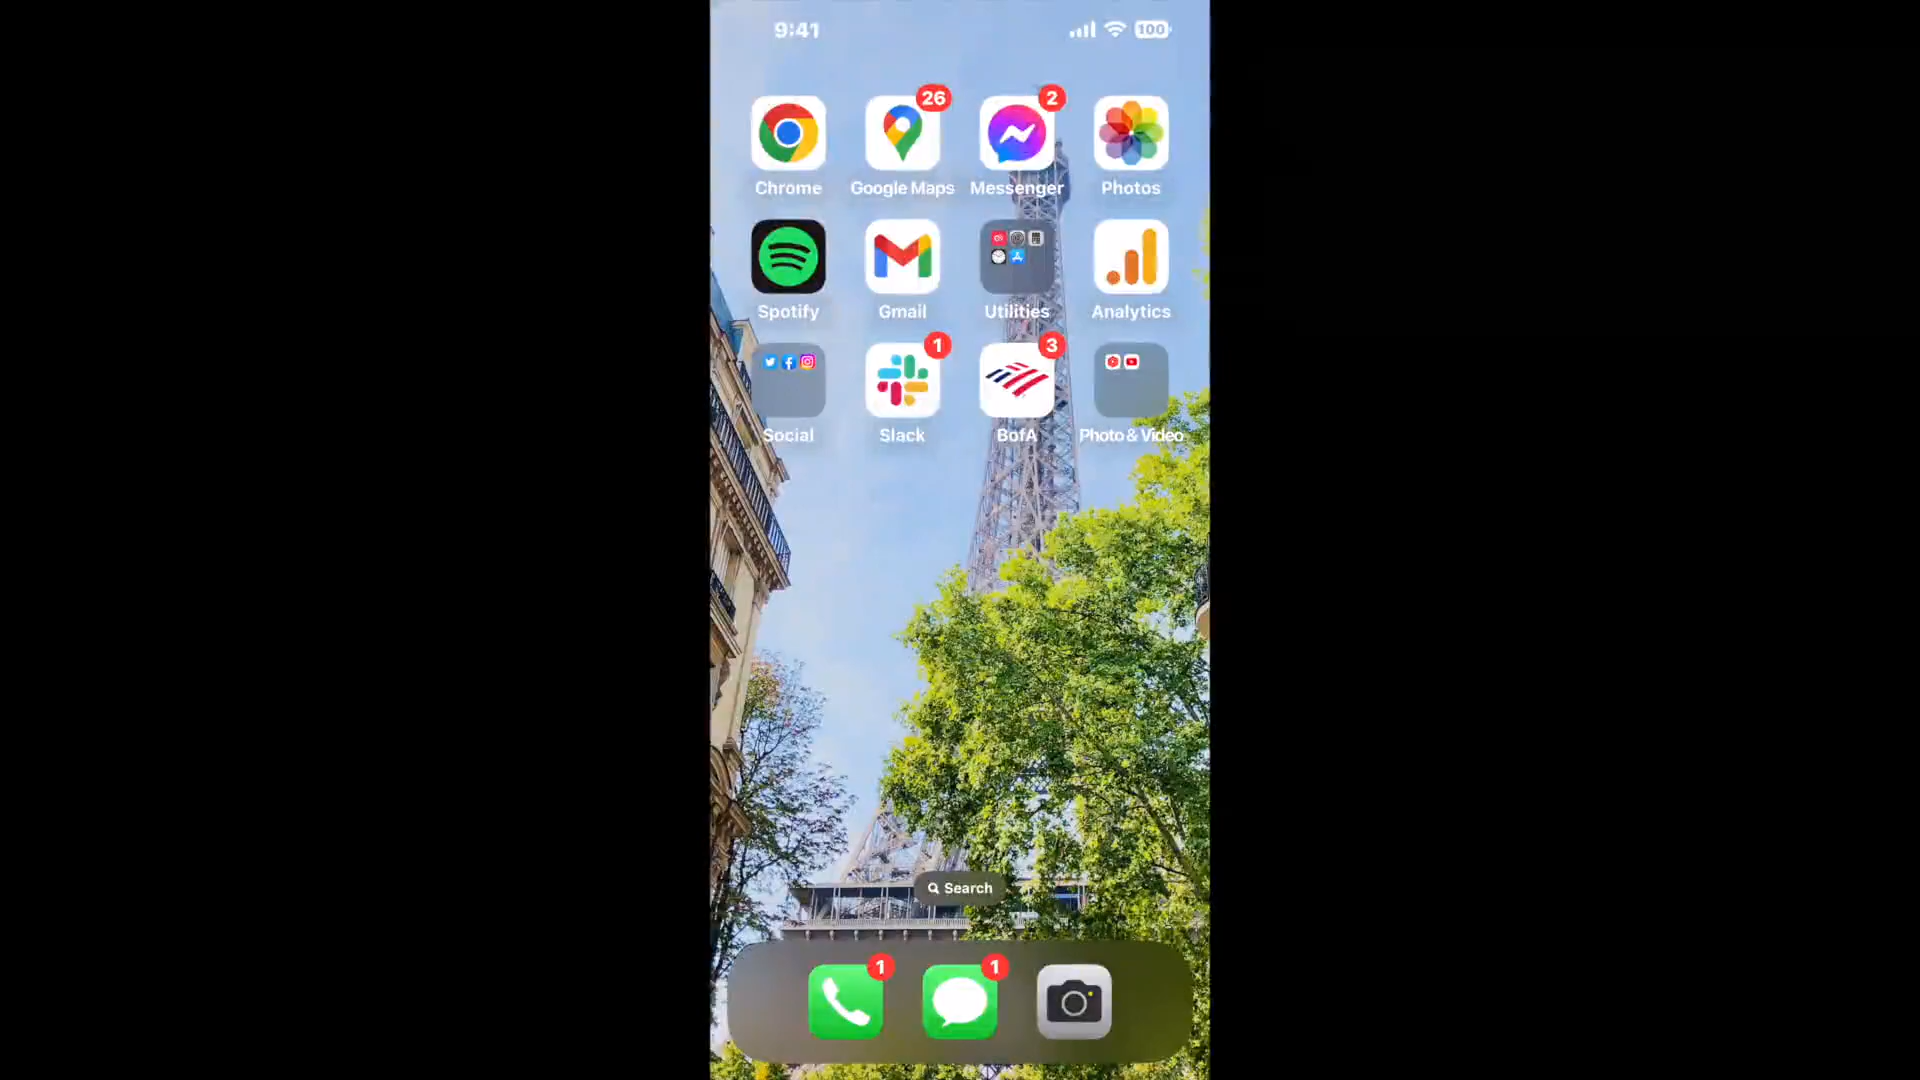 9:41
100
26
2
Chrome
Google Maps
Messenger
Photos
Spotify
Gmail
Utilities
Analytics
1
3
Social
Slack
BofA
Photo & Video
Search
1
1